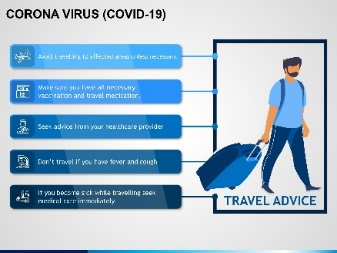 CORONA VIRUS (COVID-19)
Avoid travelling to affected areas unless necessary
Make sure you have all necessary
vaccination and travel medication.
Seek advice from your healthcare provider
Don't travel if you have fever and cough
If you become sick while travelling seek
medical care immediately
TRAVEL ADVICE